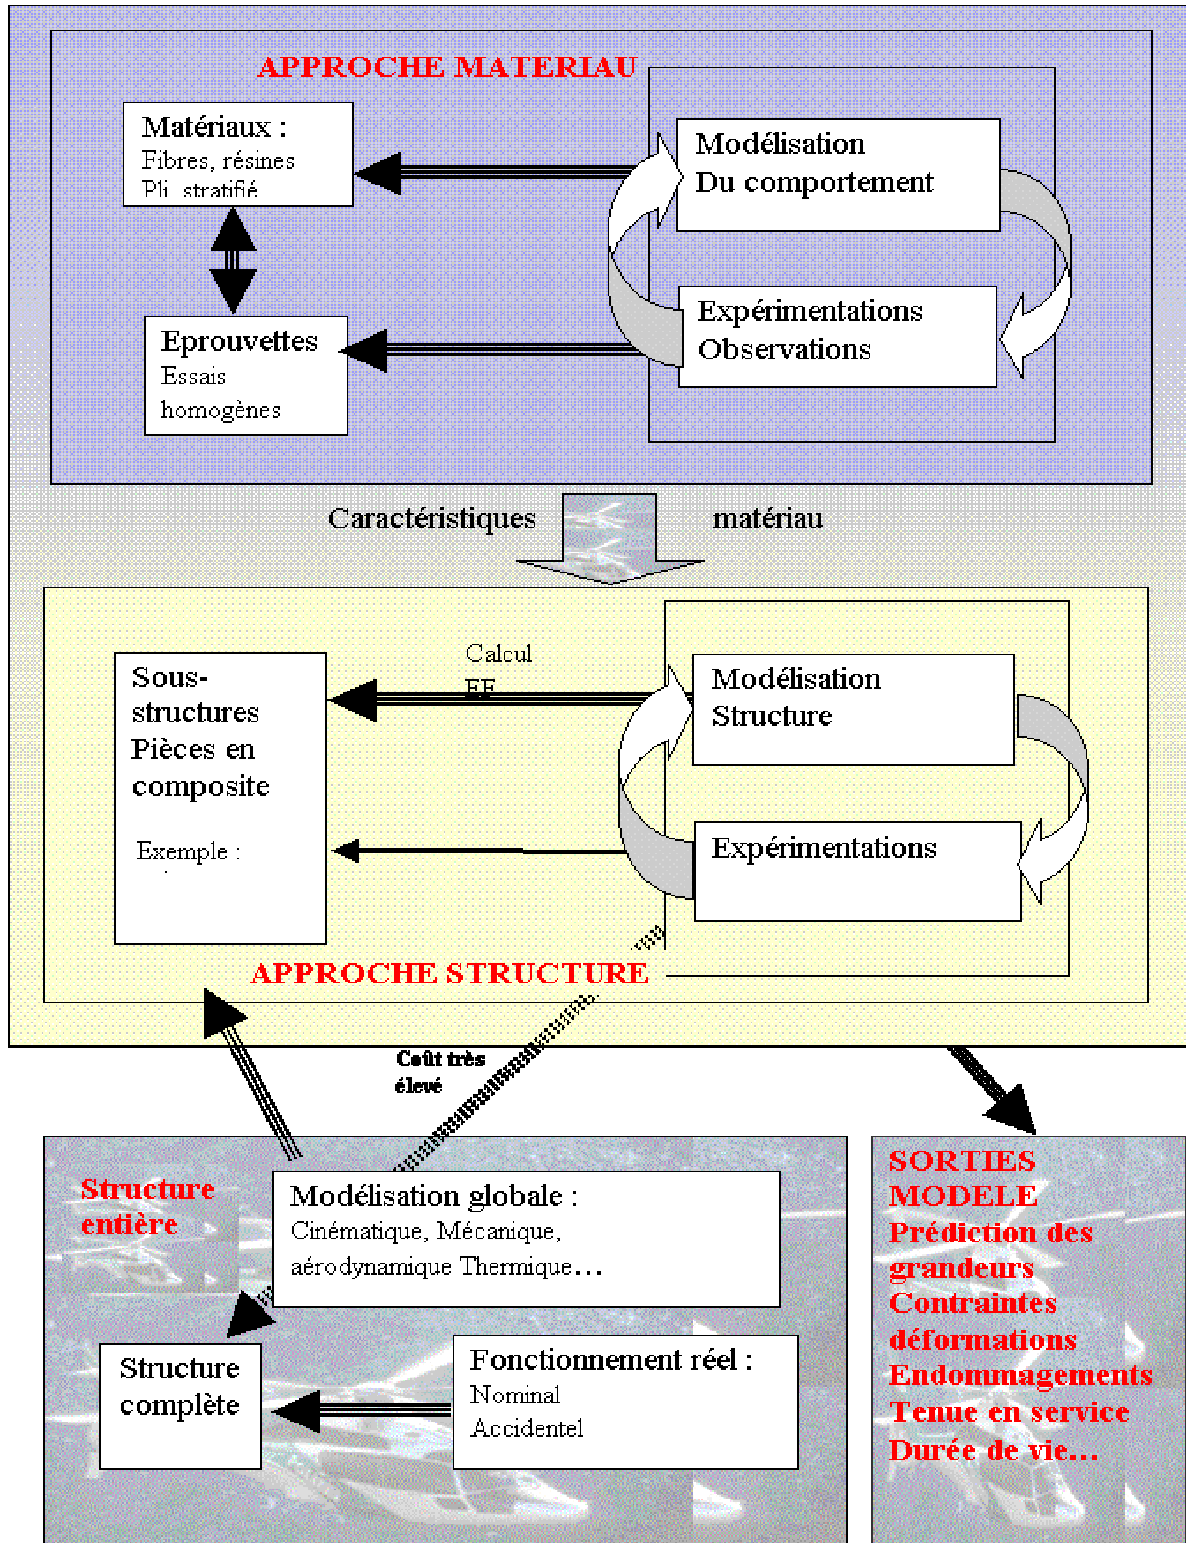 APPROCHE MATERIAU
Matériaux :
Fibres, résines
Pli stratifié
Modélisation
Du comportement
Eprouvettes
Essais
homogènes
Expérimentations
Observations
Caractéristiques matériau
Calcul
EF
Sous-
structures
Pièces en
composite
Exemple :
Modélisation
Structure
Expérimentations
APPROCHE STRUCTURE
Coût très
élevé
Structure
entière
Modélisation globale :
Cinématique, Mécanique,
aérodynamique Thermique…
Structure
complète
Fonctionnement réel :
Nominal
Accidentel
SORTIES
MODELE
Prédiction des
grandeurs
Contraintes
déformations
Endommagements
Tenue en service
Durée de vie…